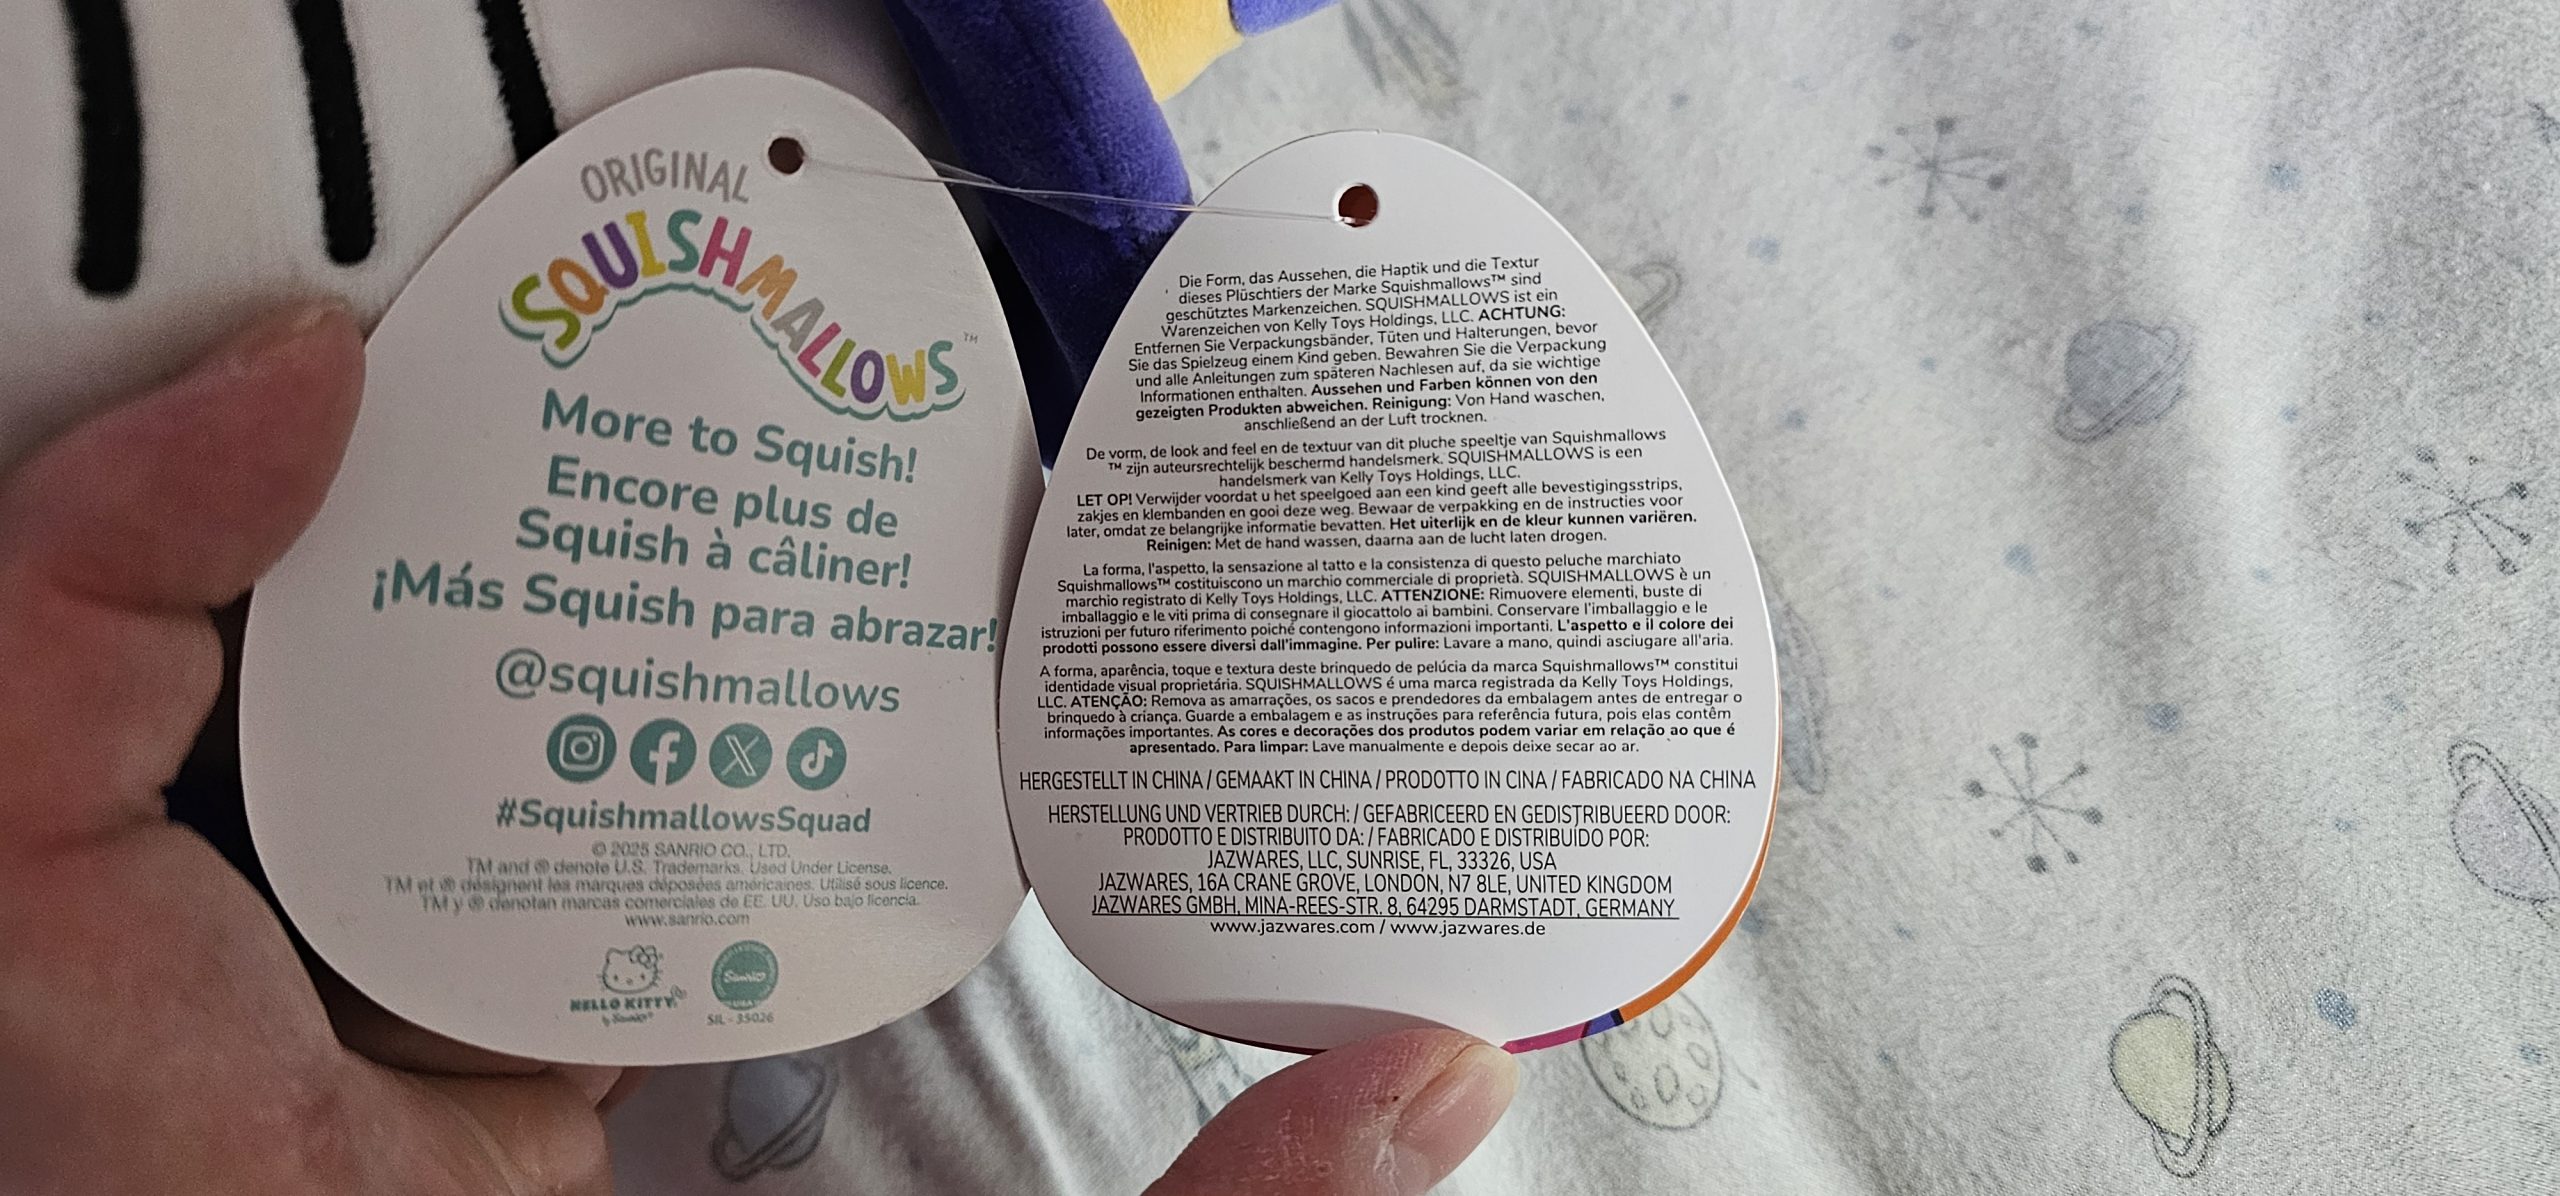 ORIGINAL
SQUISHMALLOWS™
More to Squish!
Encore plus de
Squish à câliner!
¡Más Squish para abrazar!
@squishmallows
#SquishmallowsSquad
© 2025 SANRIO CO., LTD.
TM and ® denote U.S. Trademarks. Used Under License.
TM et ® désignent les marques déposées américaines. Utilisé sous licence.
TM y ® denotan marcas comerciales de EE. UU. Uso bajo licencia.
www.sanrio.com
HELLO KITTY®
by Sanrio®
Sanrio
SIL - 35026
Die Form, das Aussehen, die Haptik und die Textur
dieses Plüschtiers der Marke Squishmallows™ sind
geschütztes Markenzeichen. SQUISHMALLOWS ist ein
Warenzeichen von Kelly Toys Holdings, LLC. ACHTUNG:
Entfernen Sie Verpackungsbänder, Tüten und Halterungen, bevor
Sie das Spielzeug einem Kind geben. Bewahren Sie die Verpackung
und alle Anleitungen zum späteren Nachlesen auf, da sie wichtige
Informationen enthalten. Aussehen und Farben können von den
gezeigten Produkten abweichen. Reinigung: Von Hand waschen,
anschließend an der Luft trocknen.
De vorm, de look and feel en de textuur van dit pluche speeltje van Squishmallows
™ zijn auteursrechtelijk beschermd handelsmerk. SQUISHMALLOWS is een
handelsmerk van Kelly Toys Holdings, LLC.
LET OP! Verwijder voordat u het speelgoed aan een kind geeft alle bevestigingsstrips,
zakjes en klembanden en gooi deze weg. Bewaar de verpakking en de instructies voor
later, omdat ze belangrijke informatie bevatten. Het uiterlijk en de kleur kunnen variëren.
Reinigen: Met de hand wassen, daarna aan de lucht laten drogen.
La forma, l'aspetto, la sensazione al tatto e la consistenza di questo peluche marchiato
Squishmallows™ costituiscono un marchio commerciale di proprietà. SQUISHMALLOWS è un
marchio registrato di Kelly Toys Holdings, LLC. ATTENZIONE: Rimuovere elementi, buste di
imballaggio e le viti prima di consegnare il giocattolo ai bambini. Conservare l'imballaggio e le
istruzioni per futuro riferimento poiché contengono informazioni importanti. L'aspetto e il colore dei
prodotti possono essere diversi dall'immagine. Per pulire: Lavare a mano, quindi asciugare all'aria.
A forma, aparência, toque e textura deste brinquedo de pelúcia da marca Squishmallows™ constitui
identidade visual proprietária. SQUISHMALLOWS é uma marca registrada da Kelly Toys Holdings,
LLC. ATENÇÃO: Remova as amarrações, os sacos e prendedores da embalagem antes de entregar o
brinquedo à criança. Guarde a embalagem e as instruções para referência futura, pois elas contêm
informações importantes. As cores e decorações dos produtos podem variar em relação ao que é
apresentado. Para limpar: Lave manualmente e depois deixe secar ao ar.
HERGESTELLT IN CHINA / GEMAAKT IN CHINA / PRODOTTO IN CINA / FABRICADO NA CHINA
HERSTELLUNG UND VERTRIEB DURCH: / GEFABRICEERD EN GEDISTRIBUEERD DOOR:
PRODOTTO E DISTRIBUITO DA: / FABRICADO E DISTRIBUÍDO POR:
JAZWARES, LLC, SUNRISE, FL, 33326, USA
JAZWARES, 16A CRANE GROVE, LONDON, N7 8LE, UNITED KINGDOM
JAZWARES GMBH, MINA-REES-STR. 8, 64295 DARMSTADT, GERMANY
www.jazwares.com / www.jazwares.de